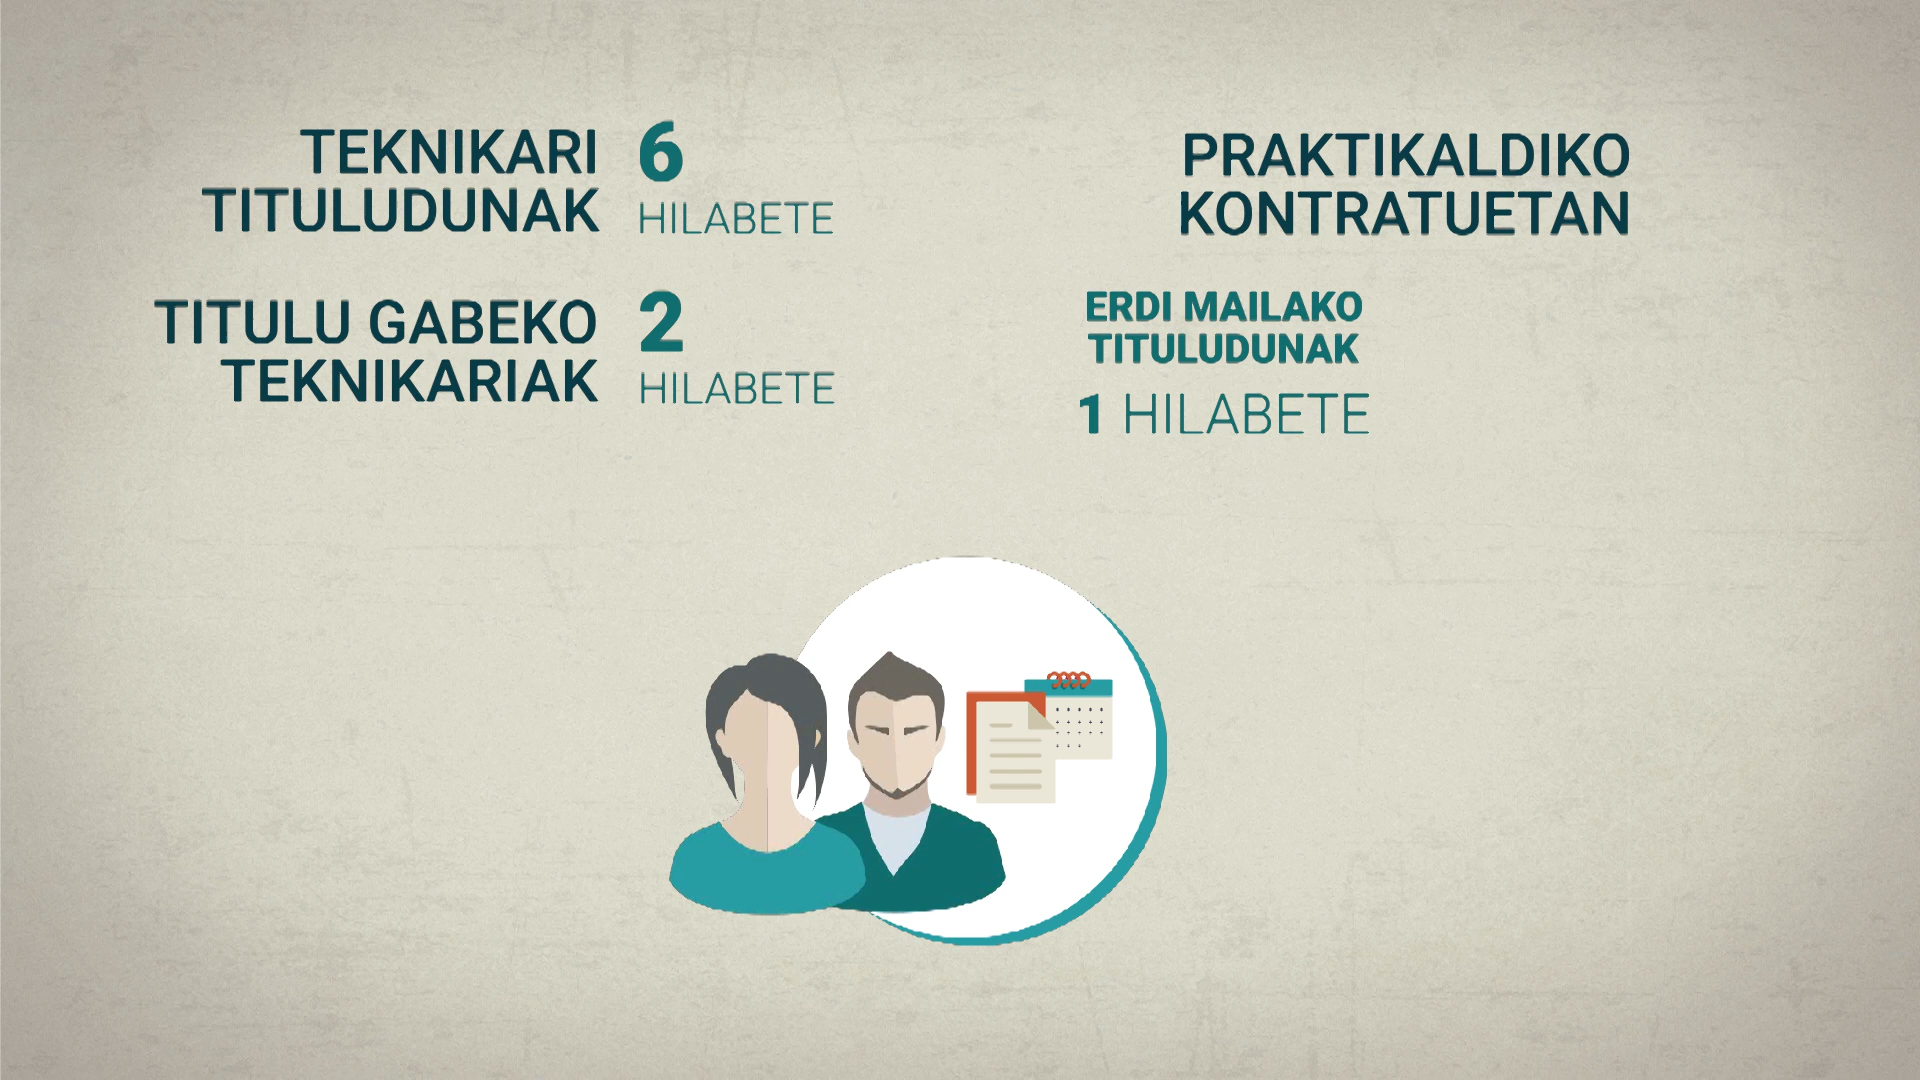 TEKNIKARI
TITULUDUNAK
6
HILABETE
TITULU GABEKO
TEKNIKARIAK
2
HILABETE
PRAKTIKALDIKO
KONTRATUETAN
ERDI MAILAKO
TITULUDUNAK
1 HILABETE